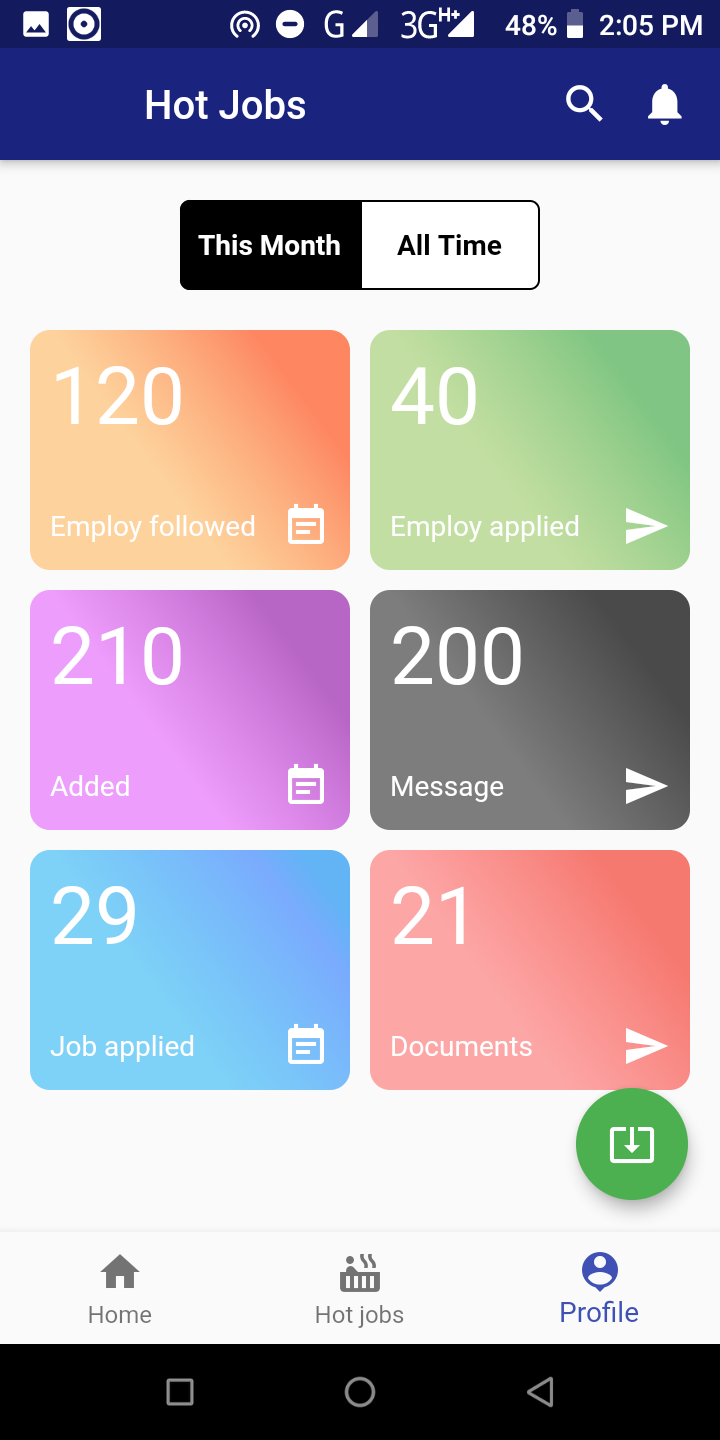 G 3G H+ 48% 2:05 PM
Hot Jobs
This Month All Time
120 40
Employ followed Employ applied
210 200
Added Message
29 21
Job applied Documents
Home Hot jobs Profile